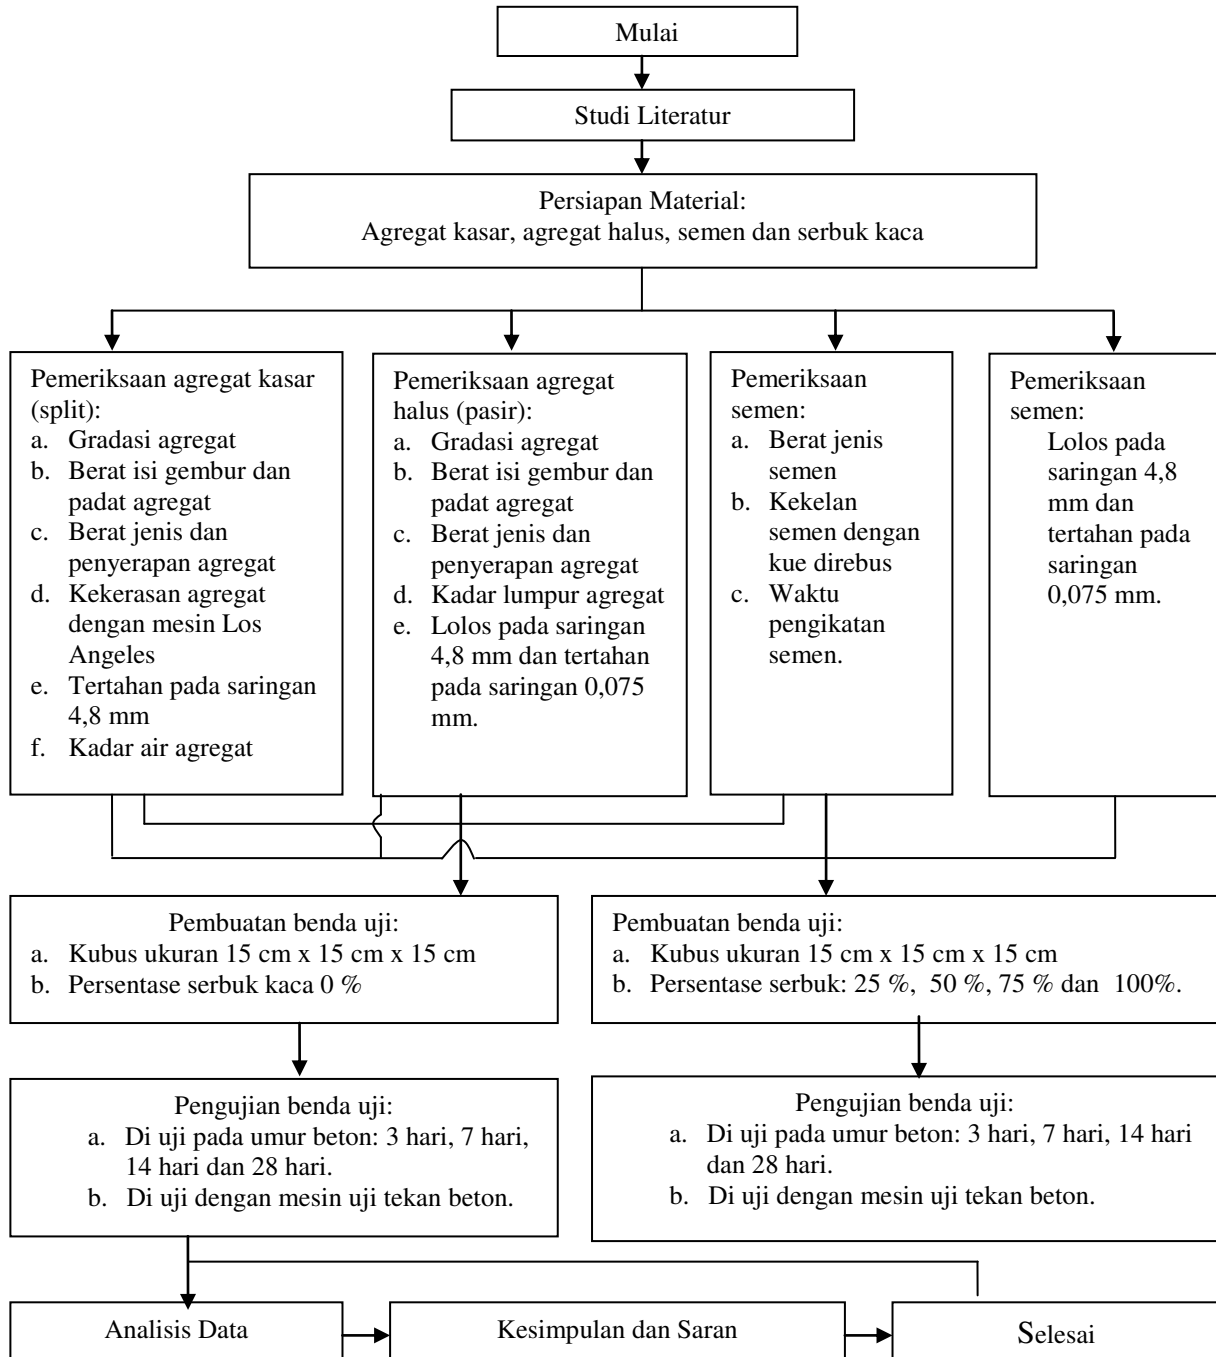 Mulai
Studi Literatur
Persiapan Material:
Agregat kasar, agregat halus, semen dan serbuk kaca
Pemeriksaan agregat kasar
(split):
a. Gradasi agregat
b. Berat isi gembur dan
padat agregat
c. Berat jenis dan
penyerapan agregat
d. Kekerasan agregat
dengan mesin Los
Angeles
e. Tertahan pada saringan
4,8 mm
f. Kadar air agregat
Pemeriksaan agregat
halus (pasir):
a. Gradasi agregat
b. Berat isi gembur dan
padat agregat
c. Berat jenis dan
penyerapan agregat
d. Kadar lumpur agregat
e. Lolos pada saringan
4,8 mm dan tertahan
pada saringan 0,075
mm.
Pemeriksaan
semen:
a. Berat jenis
semen
b. Kekelan
semen dengan
kue direbus
c. Waktu
pengikatan
semen.
Pemeriksaan
semen:
Lolos pada
saringan 4,8
mm dan
tertahan pada
saringan
0,075 mm.
Pembuatan benda uji:
a. Kubus ukuran 15 cm x 15 cm x 15 cm
b. Persentase serbuk kaca 0 %
Pembuatan benda uji:
a. Kubus ukuran 15 cm x 15 cm x 15 cm
b. Persentase serbuk: 25 %, 50 %, 75 % dan 100%.
Pengujian benda uji:
a. Di uji pada umur beton: 3 hari, 7 hari,
14 hari dan 28 hari.
b. Di uji dengan mesin uji tekan beton.
Pengujian benda uji:
a. Di uji pada umur beton: 3 hari, 7 hari, 14 hari
dan 28 hari.
b. Di uji dengan mesin uji tekan beton.
Analisis Data
Kesimpulan dan Saran
Selesai